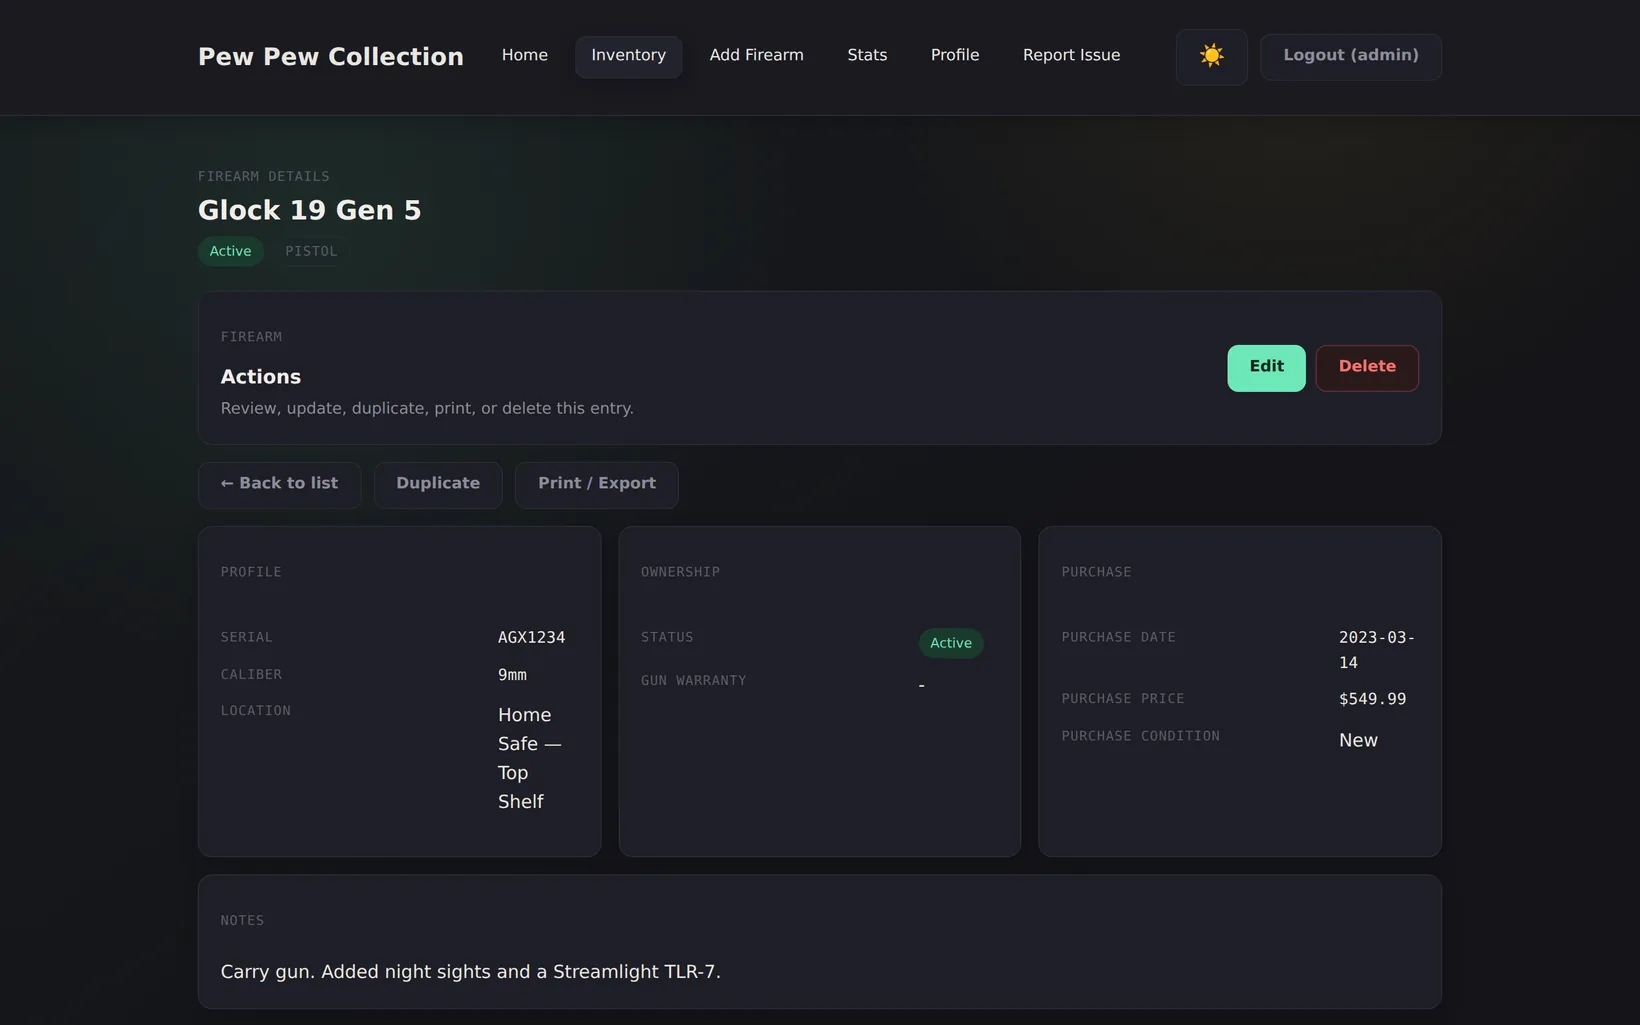 Pew Pew Collection
Home
Inventory
Add Firearm
Stats
Profile
Report Issue
Logout (admin)
FIREARM DETAILS
Glock 19 Gen 5
Active
PISTOL
FIREARM
Actions
Review, update, duplicate, print, or delete this entry.
Edit
Delete
← Back to list
Duplicate
Print / Export
PROFILE
SERIAL
AGX1234
CALIBER
9mm
LOCATION
Home
Safe —
Top
Shelf
OWNERSHIP
STATUS
Active
GUN WARRANTY
-
PURCHASE
PURCHASE DATE
2023-03-
14
PURCHASE PRICE
$549.99
PURCHASE CONDITION
New
NOTES
Carry gun. Added night sights and a Streamlight TLR-7.